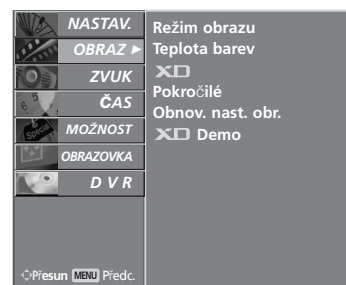 NASTAV.
OBRAZ ►
ZVUK
ČAS
MOŽNOST
OBRAZOVKA
D V R
Přesun MENU Předc.
Režim obrazu
Teplota barev
XD
Pokročilé
Obnov. nast. obr.
XD Demo